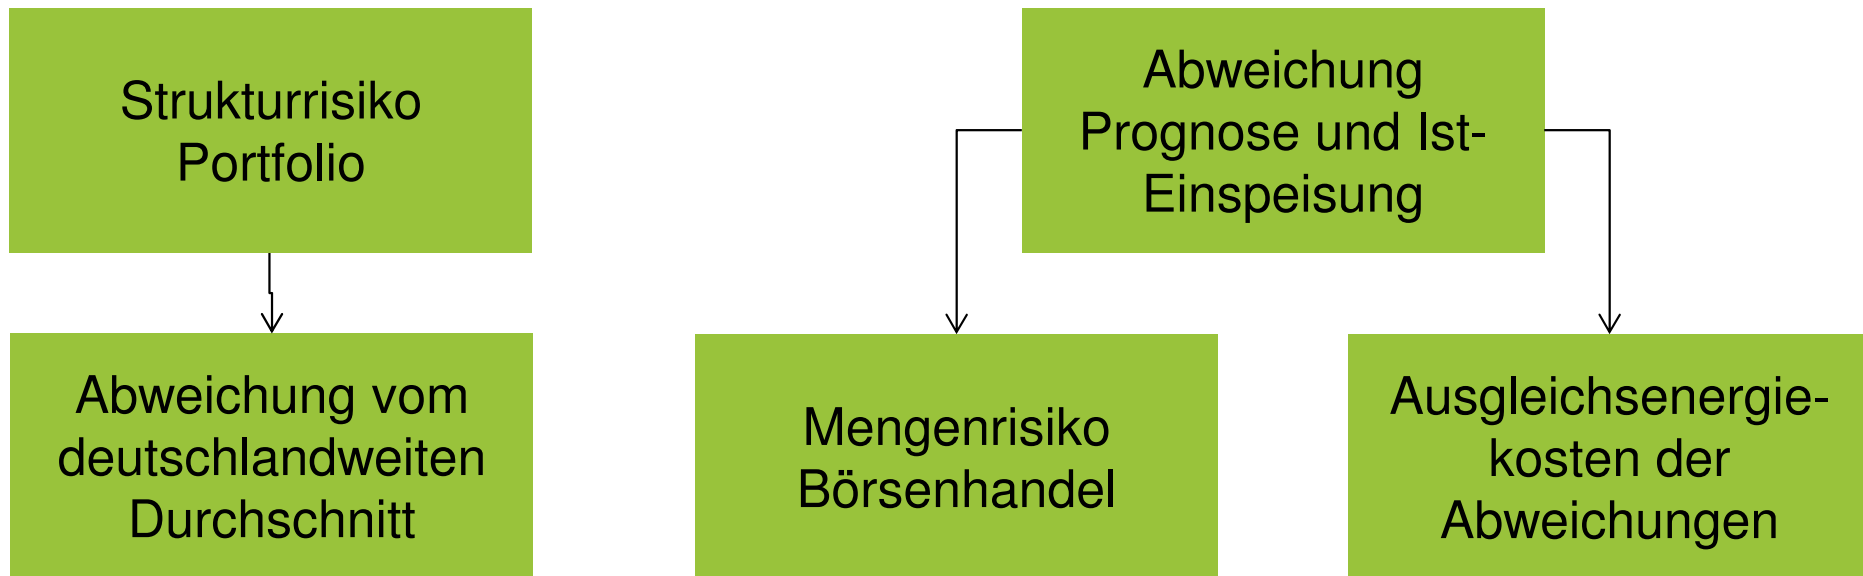 Strukturrisiko
Portfolio
Abweichung
Prognose und Ist-
Einspeisung
Abweichung vom
deutschlandweiten
Durchschnitt
Mengenrisiko
Börsenhandel
Ausgleichsenergie-
kosten der
Abweichungen